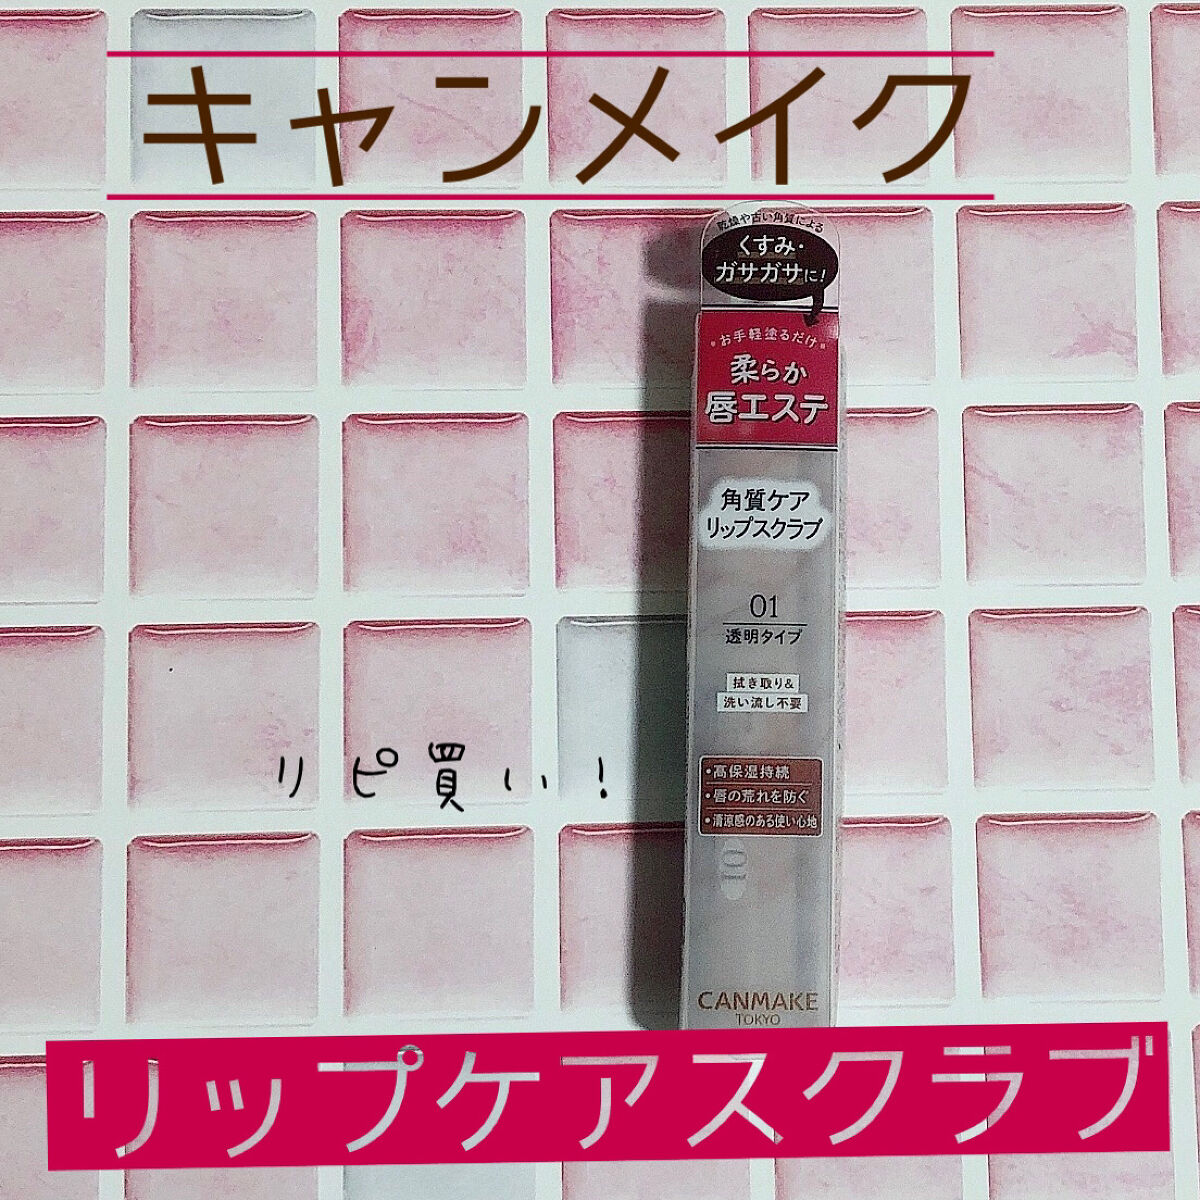 キャンメイク
乾燥や古い角質による
くすみ・
ガサガサに!
お手軽塗るだけ
柔らか
唇エステ
角質ケア
リップスクラブ
01
透明タイプ
拭き取り&
洗い流し不要
・高保湿持続
・唇の荒れを防ぐ
・清涼感のある使い心地
リピ買い!
01
CANMAKE
TOKYO
リップケアスクラブ